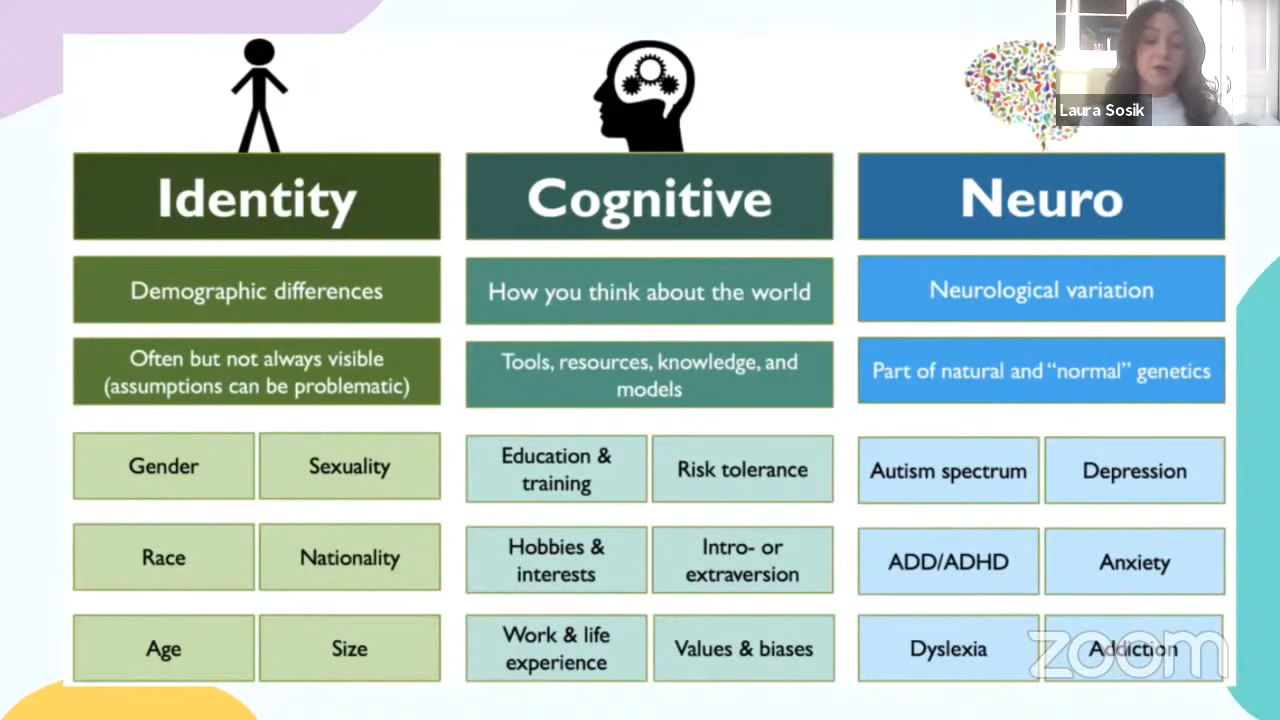 Laura Sosik
Identity
Cognitive
Neuro
Demographic differences
How you think about the world
Neurological variation
Often but not always visible
(assumptions can be problematic)
Tools, resources, knowledge, and
models
Part of natural and “normal” genetics
Gender
Sexuality
Education &
training
Risk tolerance
Autism spectrum
Depression
Race
Nationality
Hobbies &
interests
Intro- or
extraversion
ADD/ADHD
Anxiety
Age
Size
Work & life
experience
Values & biases
Dyslexia
Addiction
zoom